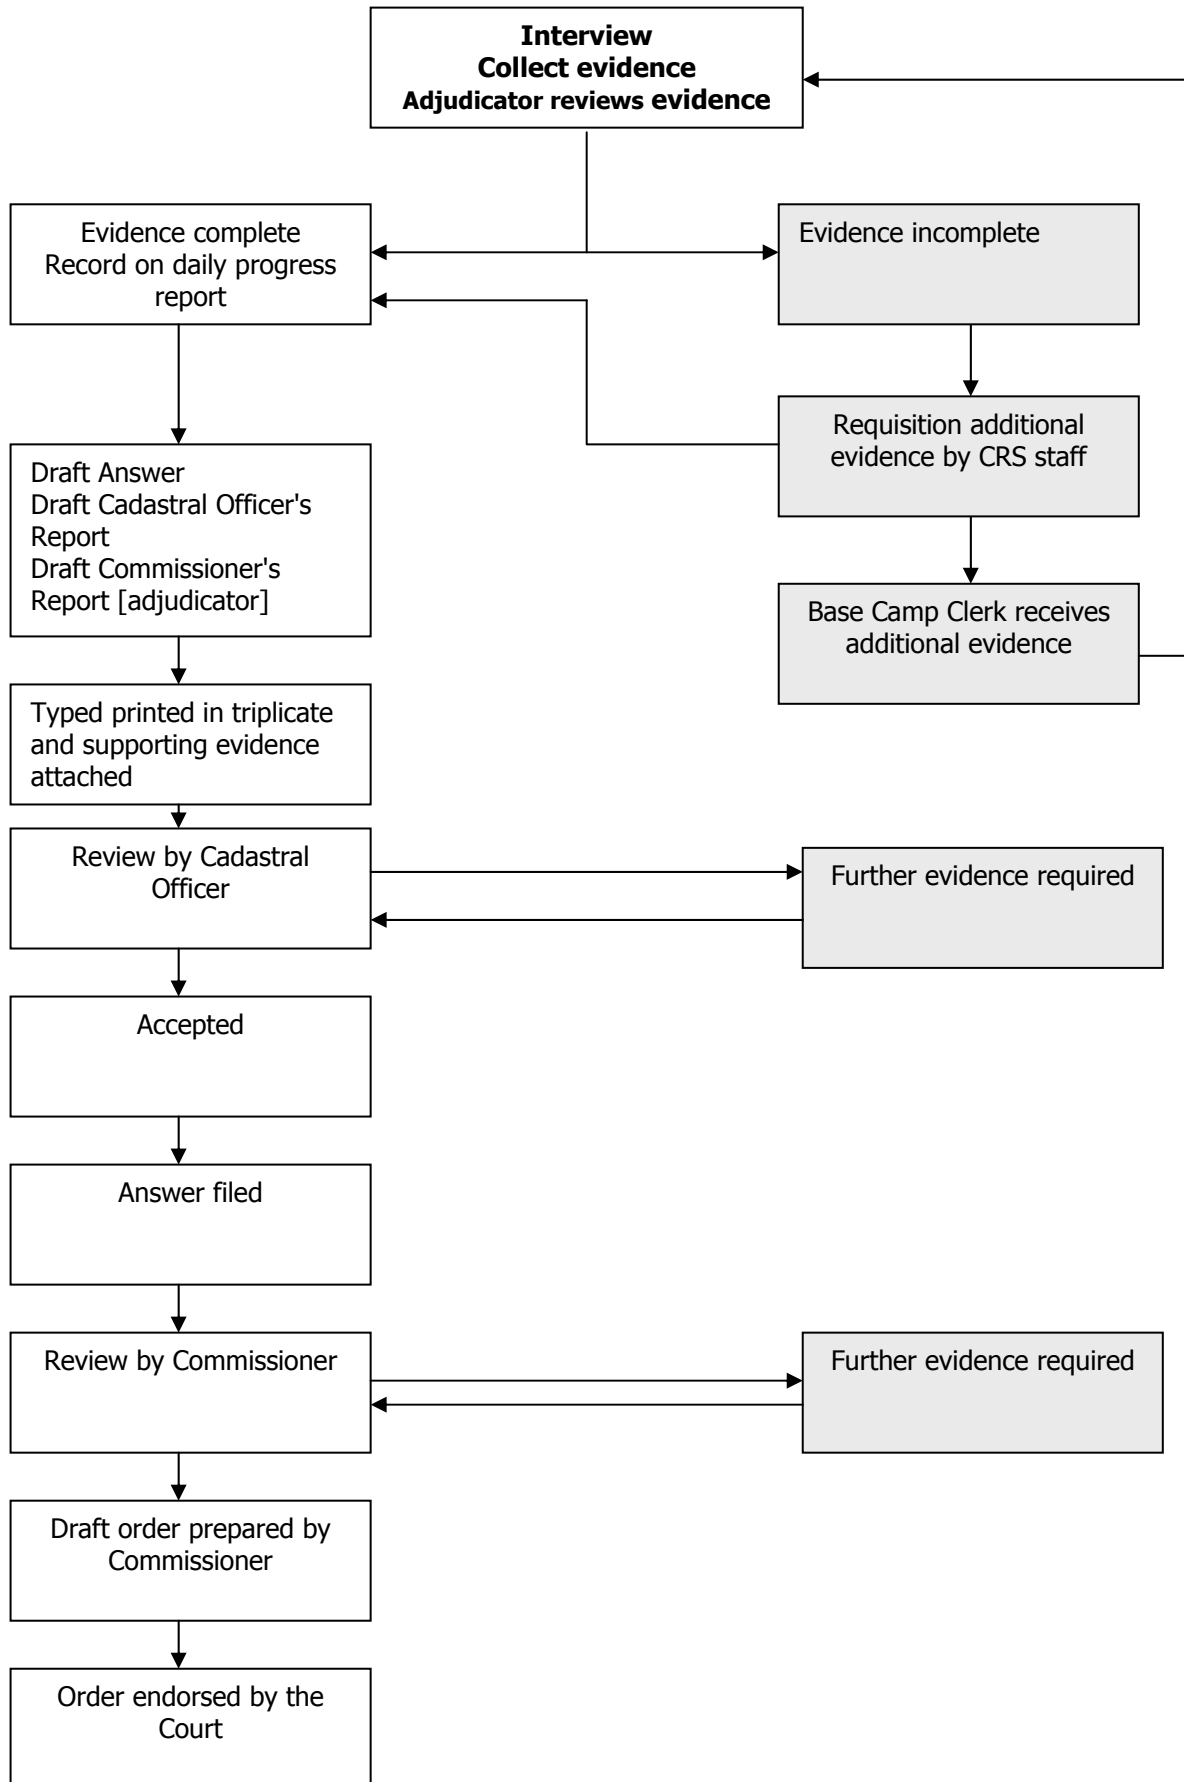 Interview
Collect evidence
Adjudicator reviews evidence
Evidence complete
Record on daily progress
report
Evidence incomplete
Requisition additional
evidence by CRS staff
Draft Answer
Draft Cadastral Officer's
Report
Draft Commissioner's
Report [adjudicator]
Base Camp Clerk receives
additional evidence
Typed printed in triplicate
and supporting evidence
attached
Review by Cadastral
Officer
Further evidence required
Accepted
Answer filed
Review by Commissioner
Further evidence required
Draft order prepared by
Commissioner
Order endorsed by the
Court